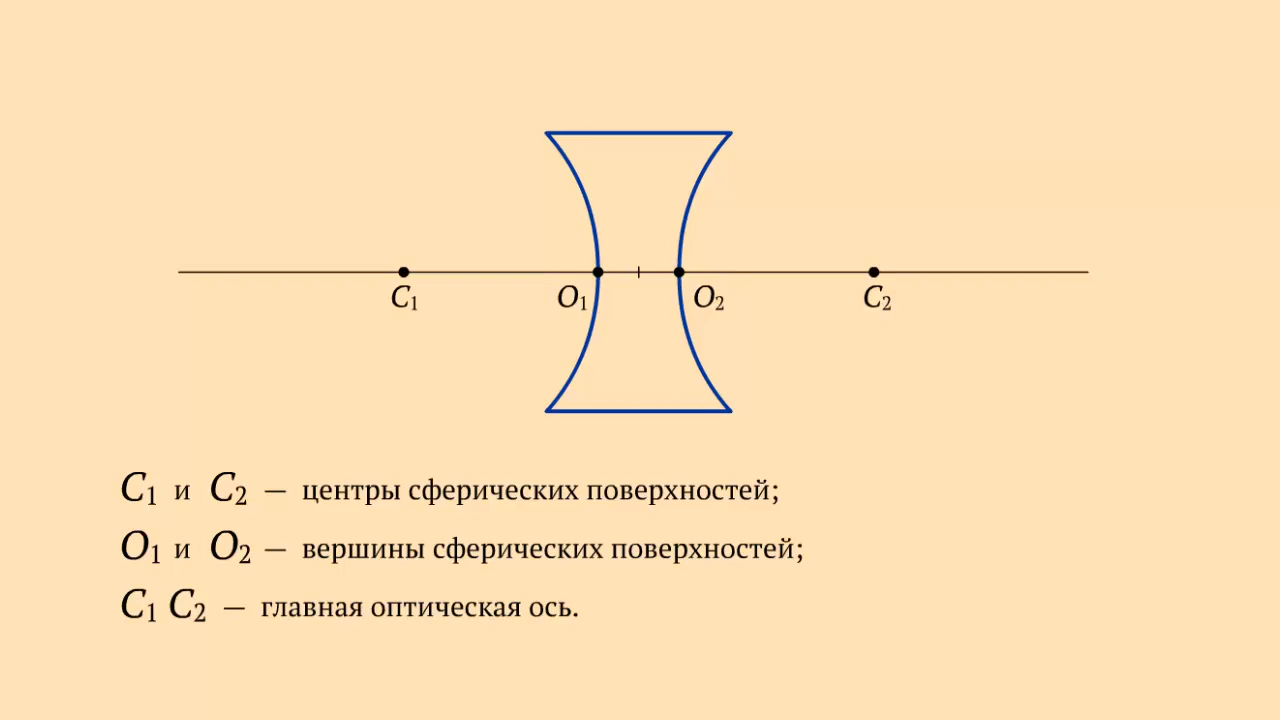 C₁ O₁ O₂ C₂
C₁ и C₂ — центры сферических поверхностей;
O₁ и O₂ — вершины сферических поверхностей;
C₁ C₂ — главная оптическая ось.